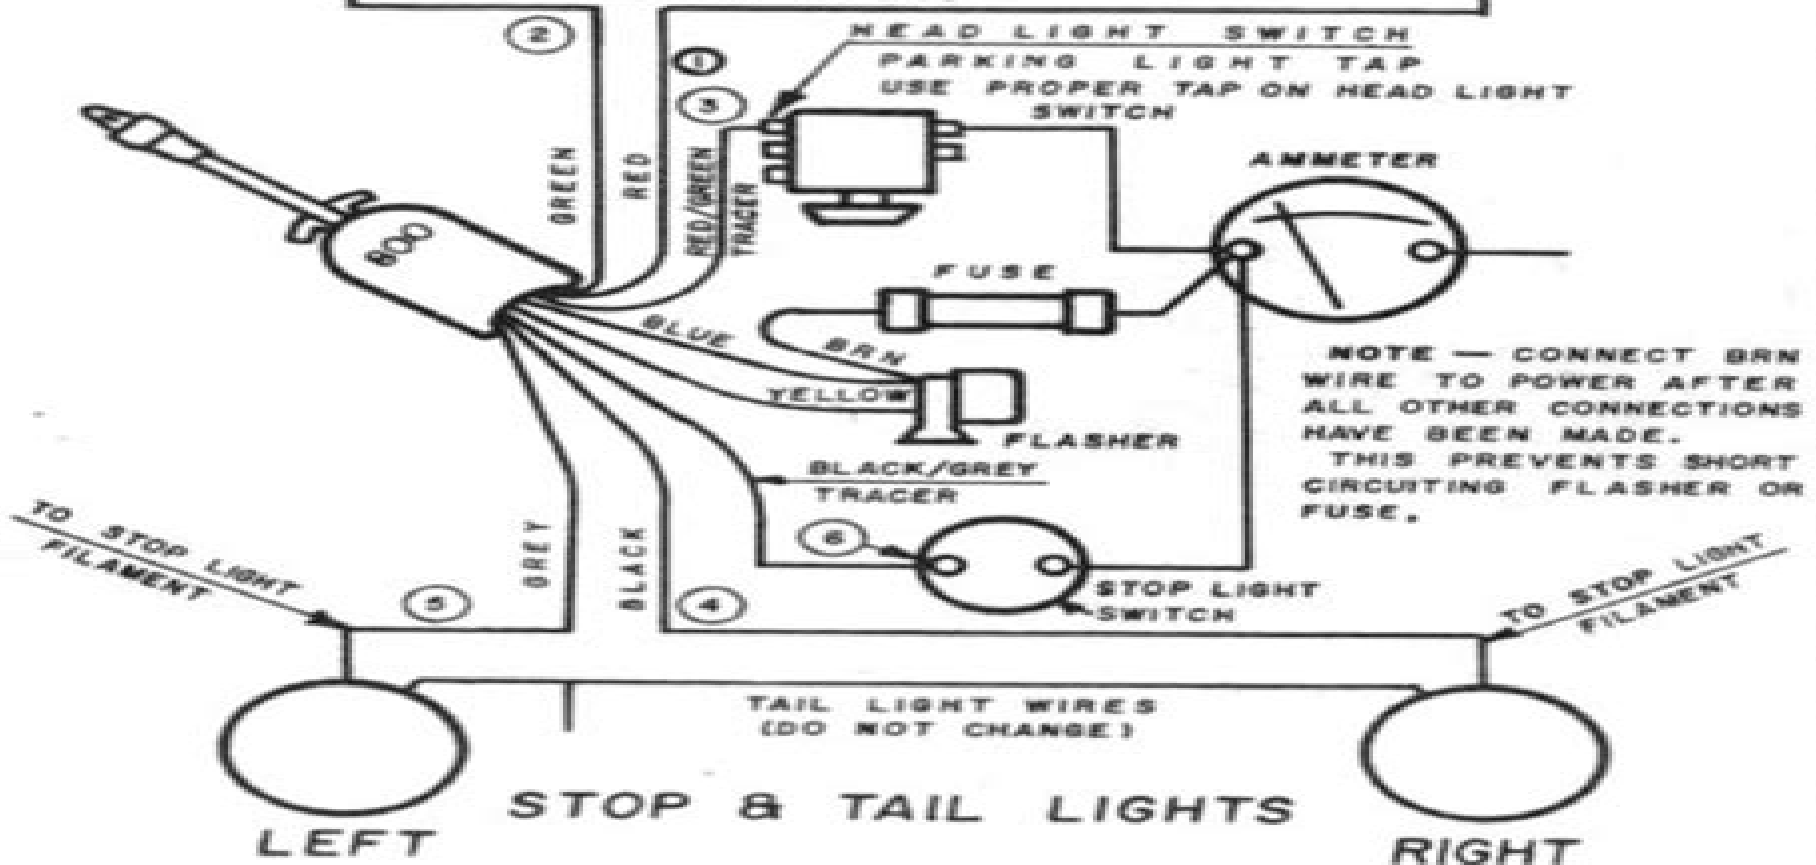 2
HEAD LIGHT SWITCH
1
PARKING LIGHT TAP
3
USE PROPER TAP ON HEAD LIGHT
SWITCH
GREEN
RED
RED/GREEN
TRACER
AMMETER
800
FUSE
BLUE
BRN
YELLOW
FLASHER
NOTE — CONNECT BRN
WIRE TO POWER AFTER
ALL OTHER CONNECTIONS
HAVE BEEN MADE.
THIS PREVENTS SHORT
CIRCUITING FLASHER OR
FUSE.
BLACK/GREY
TRACER
TO STOP LIGHT
FILAMENT
GREY
BLACK
6
STOP LIGHT
SWITCH
TO STOP LIGHT
FILAMENT
5
4
TAIL LIGHT WIRES
(DO NOT CHANGE)
STOP & TAIL LIGHTS
LEFT
RIGHT